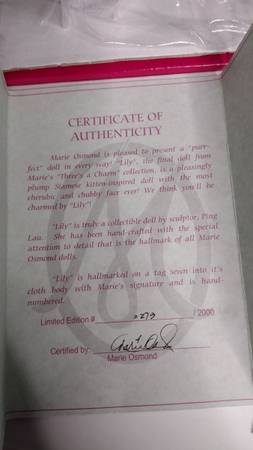 CERTIFICATE OF
AUTHENTICITY
Marie Osmond is pleased to present a "purr-
fect" doll in every way! "Lily", the final doll from
Marie's "Three's a Charm" collection, is a pleasingly
plump Siamese kitten-inspired doll with the most
cherubic and chubby face ever! We think you'll be
charmed by "Lily"!
"Lily" is truly a collectible doll by sculptor, Ping
Lau. She has been hand-crafted with the special
attention to detail that is the hallmark of all Marie
Osmond dolls.
"Lily" is hallmarked on a tag sewn into it's
cloth body with Marie's signature and is hand-
numbered.
Limited Edition # 0279 / 2000
Certified by:
Marie Osmond